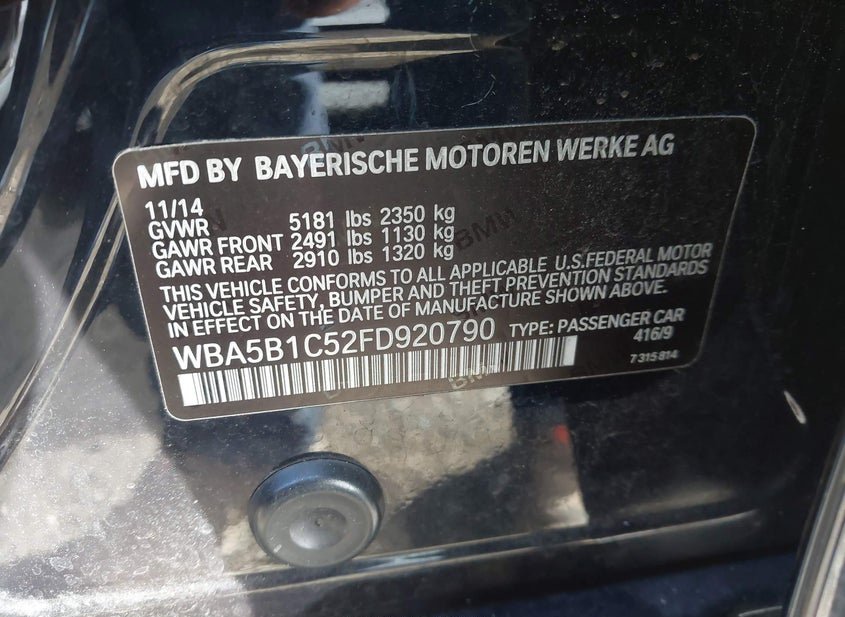 MFD BY BAYERISCHE MOTOREN WERKE AG
11/14
GVWR 5181 lbs 2350 kg
GAWR FRONT 2491 lbs 1130 kg
GAWR REAR 2910 lbs 1320 kg
THIS VEHICLE CONFORMS TO ALL APPLICABLE U.S.FEDERAL MOTOR
VEHICLE SAFETY, BUMPER AND THEFT PREVENTION STANDARDS
IN EFFECT ON THE DATE OF MANUFACTURE SHOWN ABOVE.
WBA5B1C52FD920790 TYPE: PASSENGER CAR
416/9
7 315 814